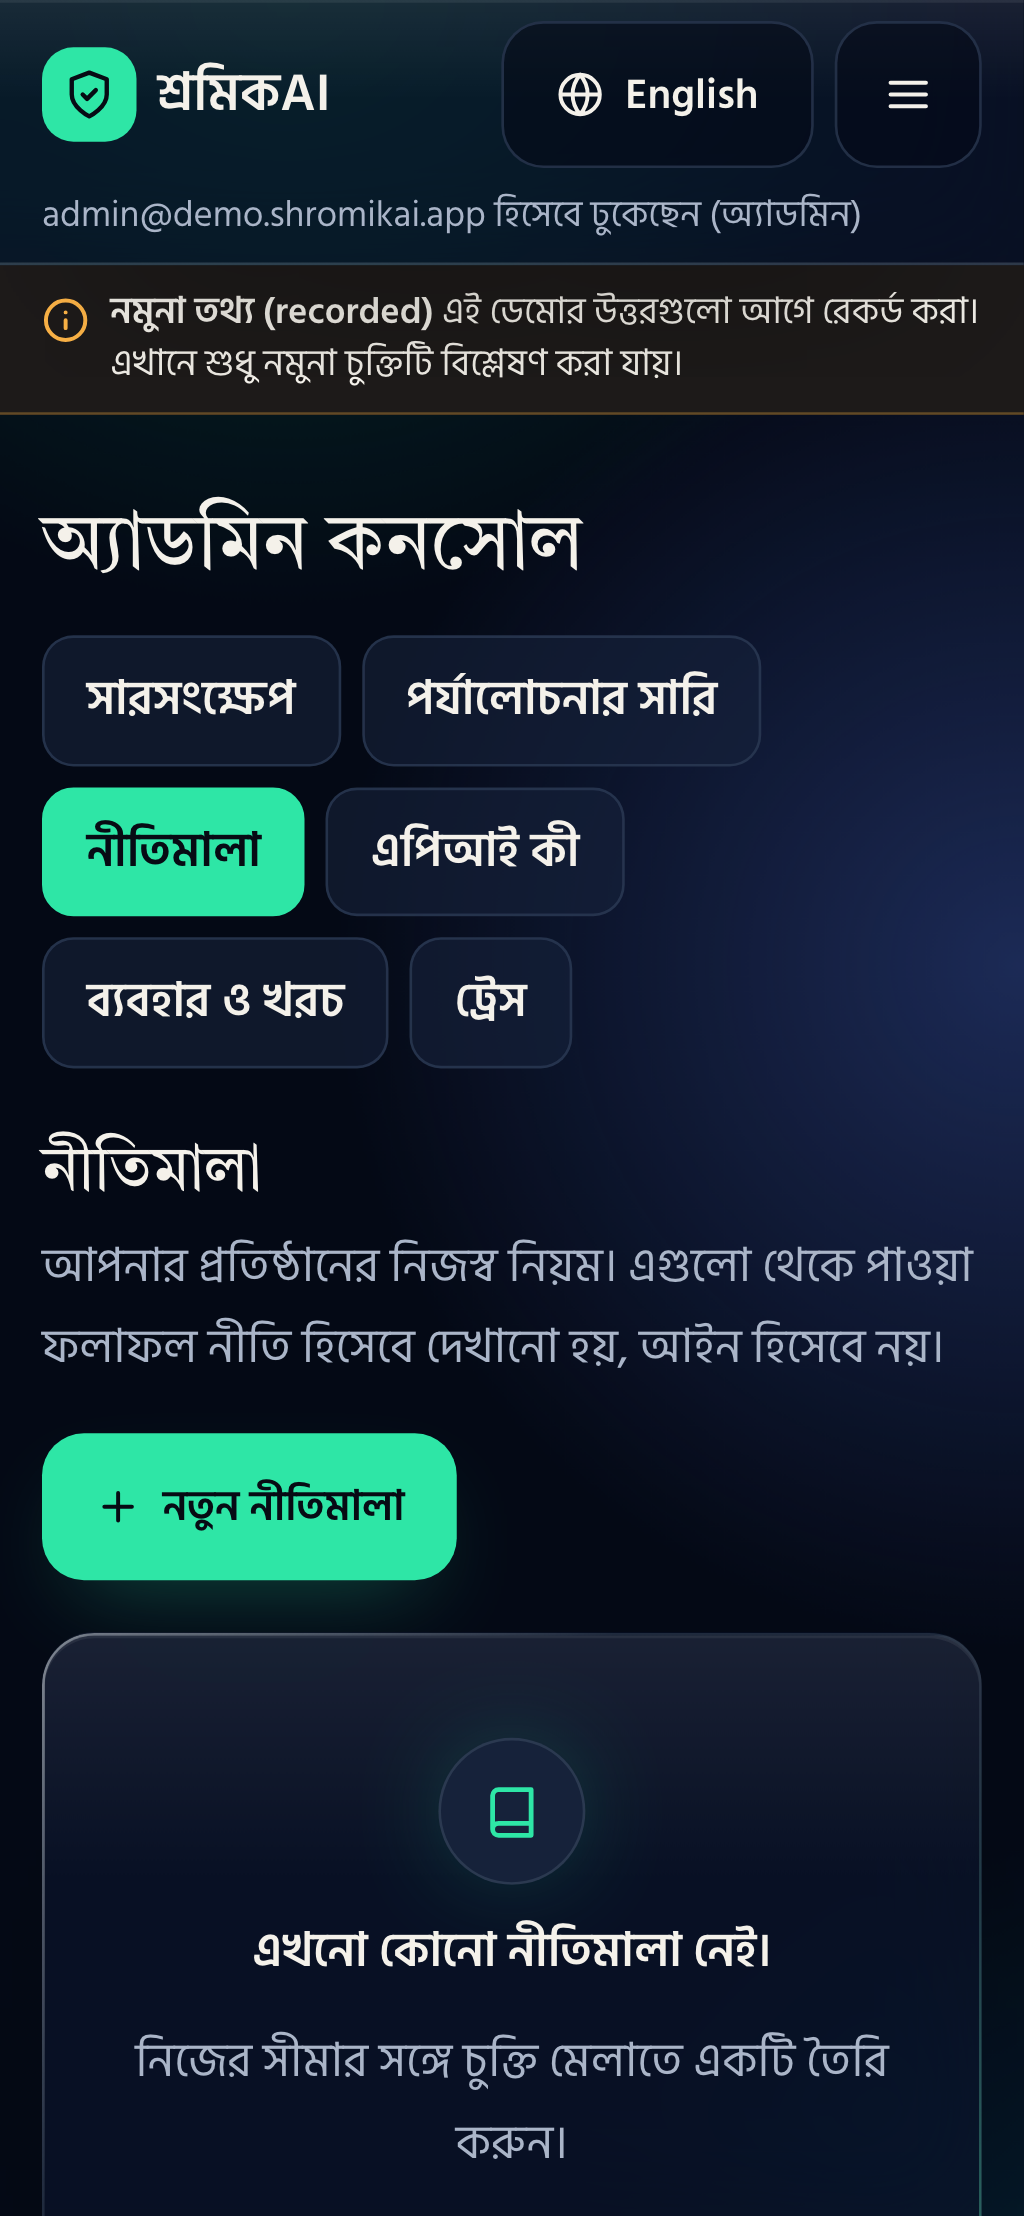 শ্রমিকAI
English
admin@demo.shromikai.app হিসেবে ঢুকেছেন (অ্যাডমিন)
নমুনা তথ্য (recorded) এই ডেমোর উত্তরগুলো আগে রেকর্ড করা।
এখানে শুধু নমুনা চুক্তিটি বিশ্লেষণ করা যায়।
অ্যাডমিন কনসোল
সারসংক্ষেপ
পর্যালোচনার সারি
নীতিমালা
এপিআই কী
ব্যবহার ও খরচ
ট্রেস
নীতিমালা
আপনার প্রতিষ্ঠানের নিজস্ব নিয়ম। এগুলো থেকে পাওয়া
ফলাফল নীতি হিসেবে দেখানো হয়, আইন হিসেবে নয়।
নতুন নীতিমালা
এখনো কোনো নীতিমালা নেই।
নিজের সীমার সঙ্গে চুক্তি মেলাতে একটি তৈরি
করুন।